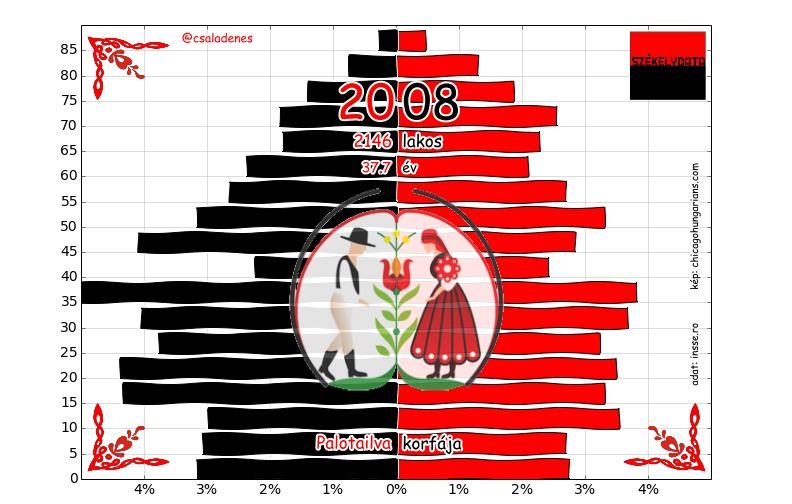 @csaladenes
SZÉKELYDATA
2008
2146 lakos
37.7 év
kép: chicagohungarians.com
adat: insse.ro
Palotailva korfája
85
80
75
70
65
60
55
50
45
40
35
30
25
20
15
10
5
0
4% 3% 2% 1% 0% 1% 2% 3% 4%